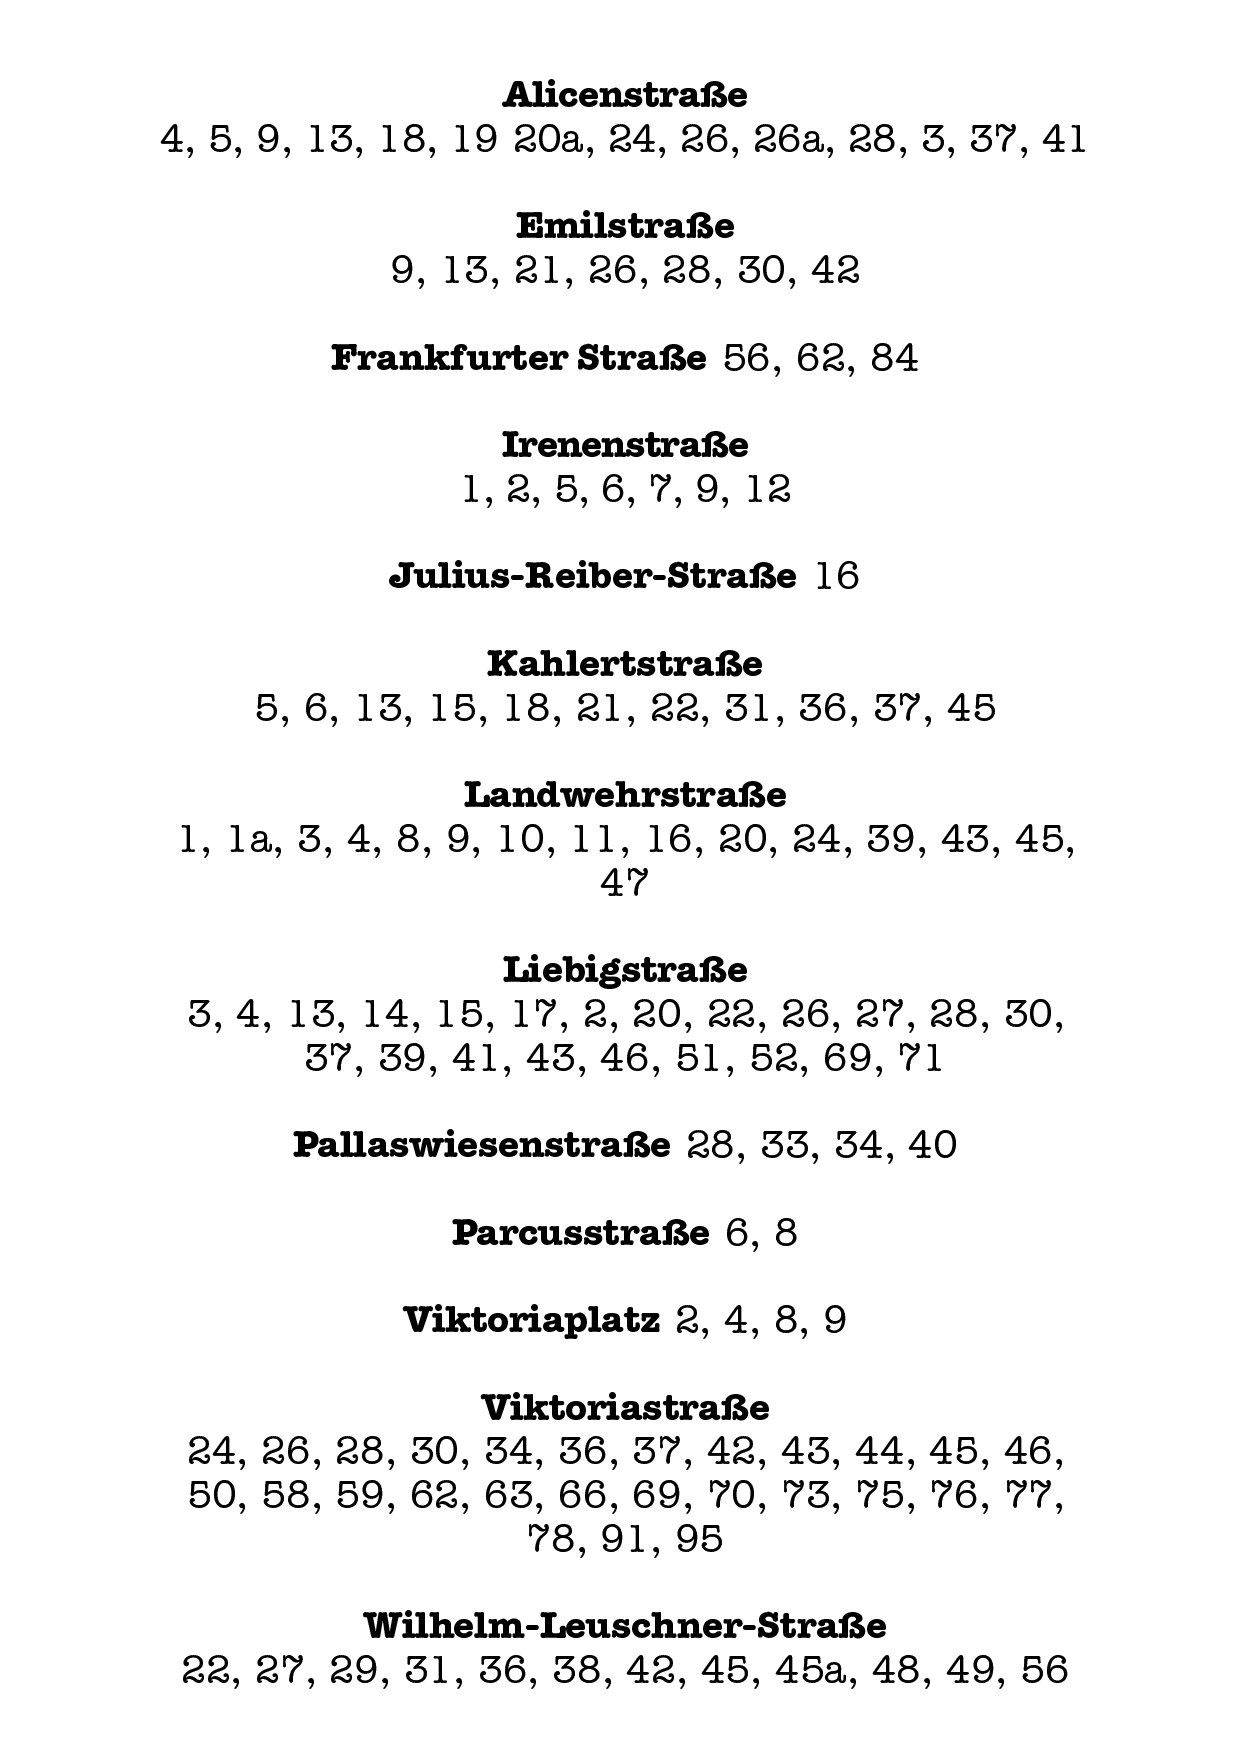 Alicenstraße
4, 5, 9, 13, 18, 19 20a, 24, 26, 26a, 28, 3, 37, 41
Emilstraße
9, 13, 21, 26, 28, 30, 42
Frankfurter Straße 56, 62, 84
Irenenstraße
1, 2, 5, 6, 7, 9, 12
Julius-Reiber-Straße 16
Kahlertstraße
5, 6, 13, 15, 18, 21, 22, 31, 36, 37, 45
Landwehrstraße
1, 1a, 3, 4, 8, 9, 10, 11, 16, 20, 24, 39, 43, 45,
47
Liebigstraße
3, 4, 13, 14, 15, 17, 2, 20, 22, 26, 27, 28, 30,
37, 39, 41, 43, 46, 51, 52, 69, 71
Pallaswiesenstraße 28, 33, 34, 40
Parcusstraße 6, 8
Viktoriaplatz 2, 4, 8, 9
Viktoriastraße
24, 26, 28, 30, 34, 36, 37, 42, 43, 44, 45, 46,
50, 58, 59, 62, 63, 66, 69, 70, 73, 75, 76, 77,
78, 91, 95
Wilhelm-Leuschner-Straße
22, 27, 29, 31, 36, 38, 42, 45, 45a, 48, 49, 56